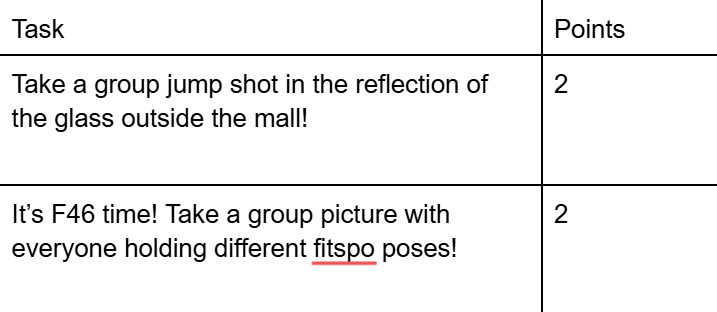 Task
Points
Take a group jump shot in the reflection of
the glass outside the mall!
2
It’s F46 time! Take a group picture with
everyone holding different fitspo poses!
2